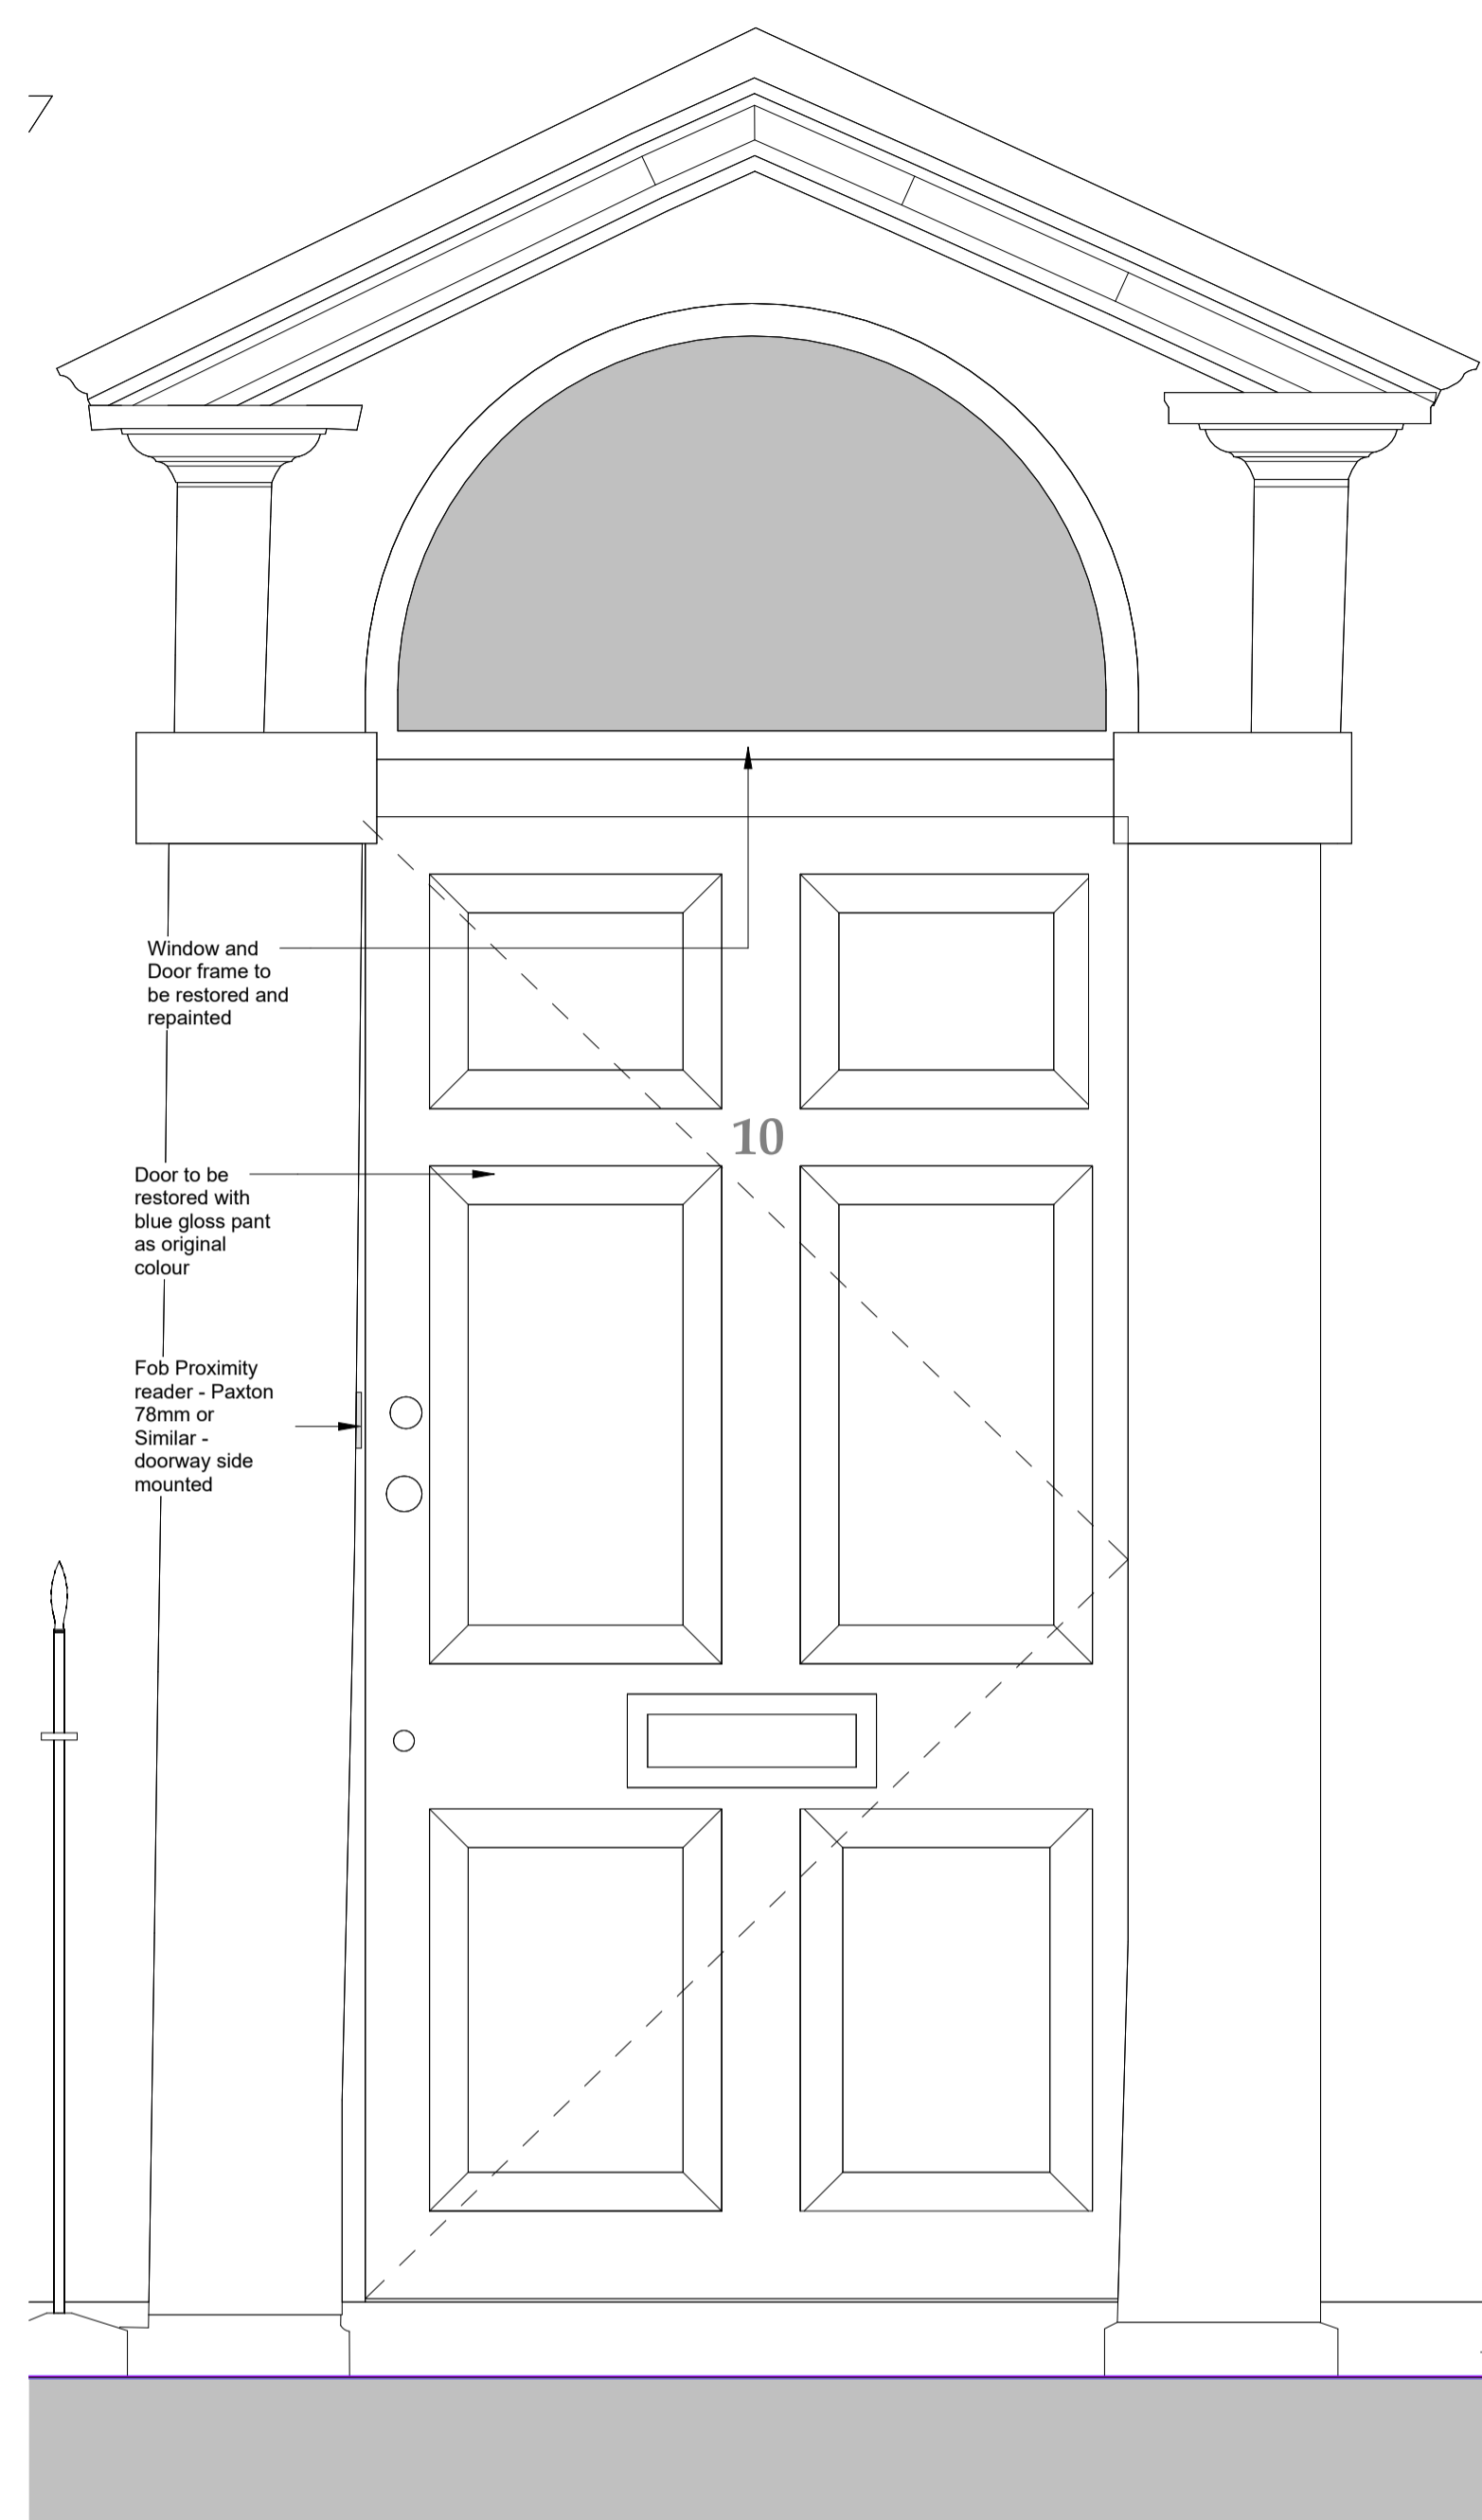 Window and
Door frame to
be restored and
repainted
10
Door to be
restored with
blue gloss pant
as original
colour
Fob Proximity
reader - Paxton
78mm or
Similar -
doorway side
mounted